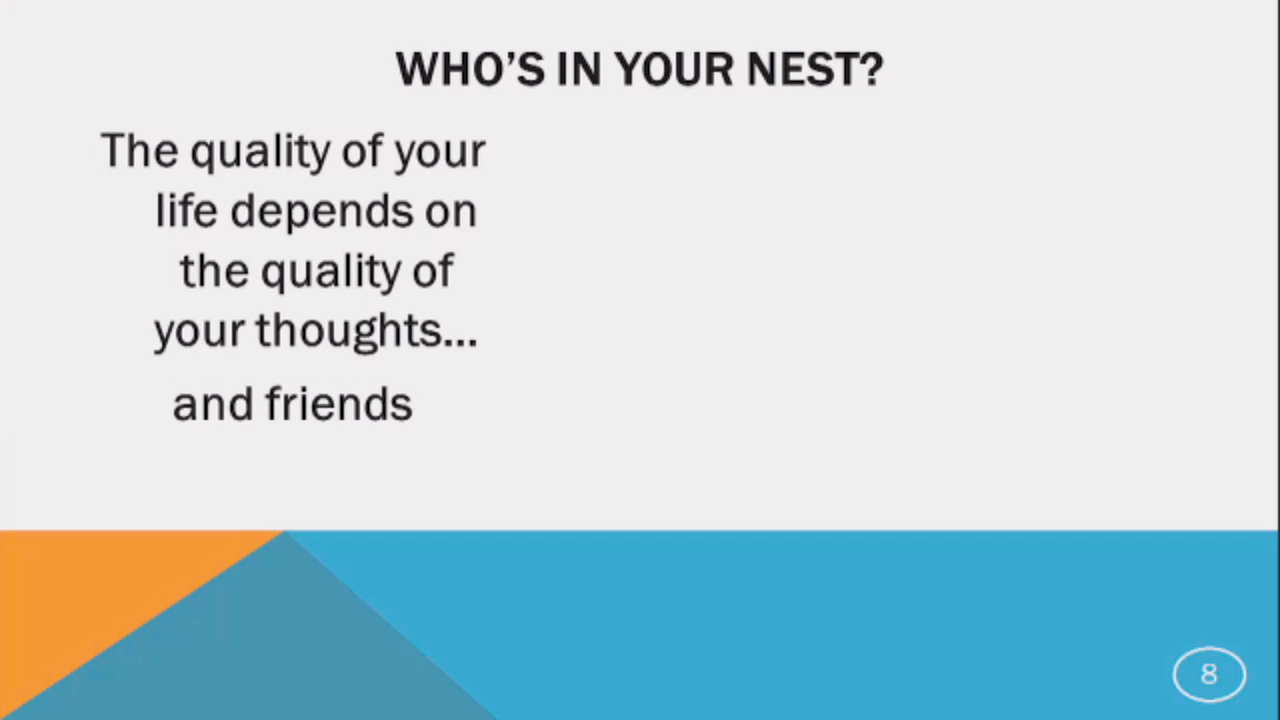 WHO’S IN YOUR NEST?
The quality of your
life depends on
the quality of
your thoughts...
and friends
8